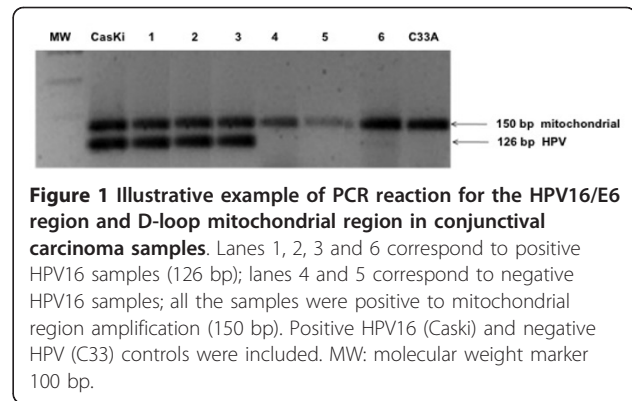 MW CasKi 1 2 3 4 5 6 C33A
150 bp mitochondrial
126 bp HPV
Figure 1 Illustrative example of PCR reaction for the HPV16/E6
region and D-loop mitochondrial region in conjunctival
carcinoma samples. Lanes 1, 2, 3 and 6 correspond to positive
HPV16 samples (126 bp); lanes 4 and 5 correspond to negative
HPV16 samples; all the samples were positive to mitochondrial
region amplification (150 bp). Positive HPV16 (Caski) and negative
HPV (C33) controls were included. MW: molecular weight marker
100 bp.